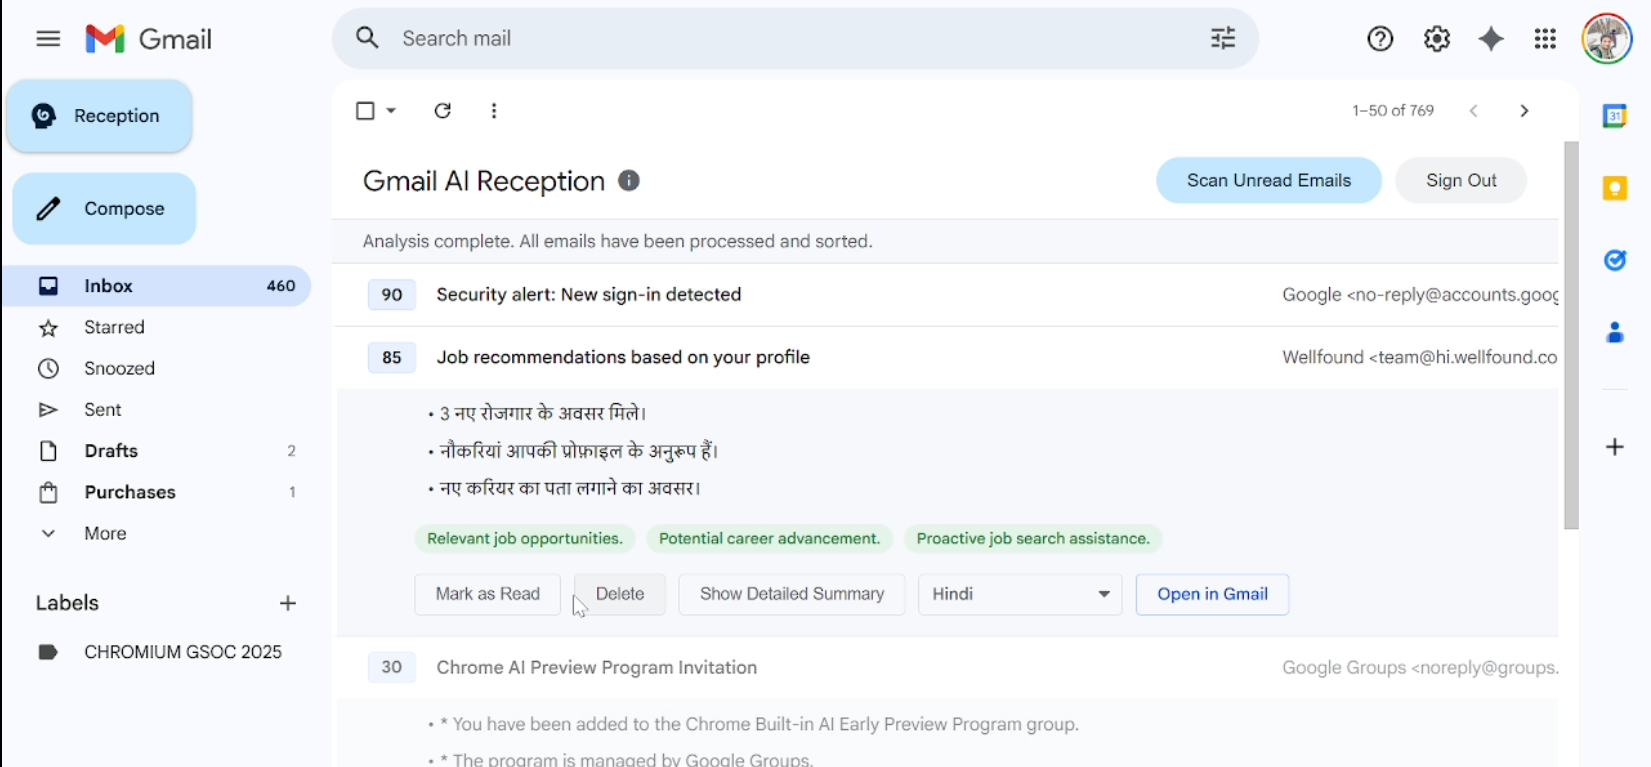 Gmail
Search mail
Reception
Compose
Inbox 460
Starred
Snoozed
Sent
Drafts 2
Purchases 1
More
Labels
CHROMIUM GSOC 2025
1–50 of 769
Gmail AI Reception
Scan Unread Emails
Sign Out
Analysis complete. All emails have been processed and sorted.
90 Security alert: New sign-in detected Google <no-reply@accounts.goog
85 Job recommendations based on your profile Wellfound <team@hi.wellfound.co
• 3 नए रोजगार के अवसर मिले।
• नौकरियां आपकी प्रोफ़ाइल के अनुरूप हैं।
• नए करियर का पता लगाने का अवसर।
Relevant job opportunities. Potential career advancement. Proactive job search assistance.
Mark as Read Delete Show Detailed Summary Hindi Open in Gmail
30 Chrome AI Preview Program Invitation Google Groups <noreply@groups.
• * You have been added to the Chrome Built-in AI Early Preview Program group.
• * The program is managed by Google Groups.
31